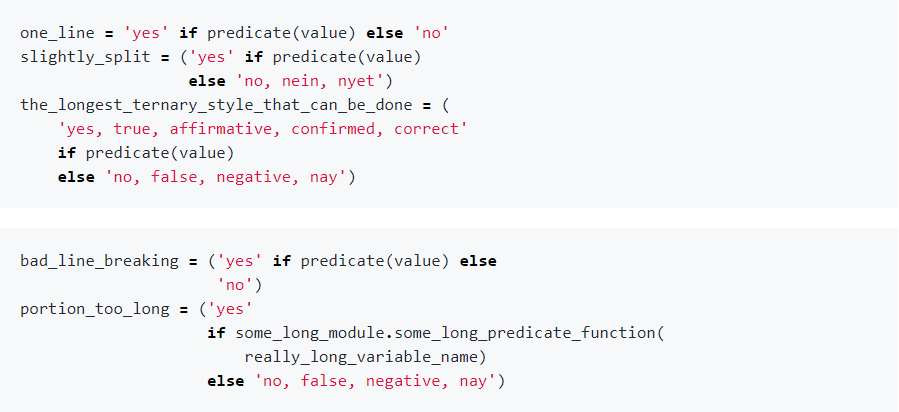 one_line = 'yes' if predicate(value) else 'no'
slightly_split = ('yes' if predicate(value)
                  else 'no, nein, nyet')
the_longest_ternary_style_that_can_be_done = (
    'yes, true, affirmative, confirmed, correct'
    if predicate(value)
    else 'no, false, negative, nay')
bad_line_breaking = ('yes' if predicate(value) else
                     'no')
portion_too_long = ('yes'
                    if some_long_module.some_long_predicate_function(
                        really_long_variable_name)
                    else 'no, false, negative, nay')